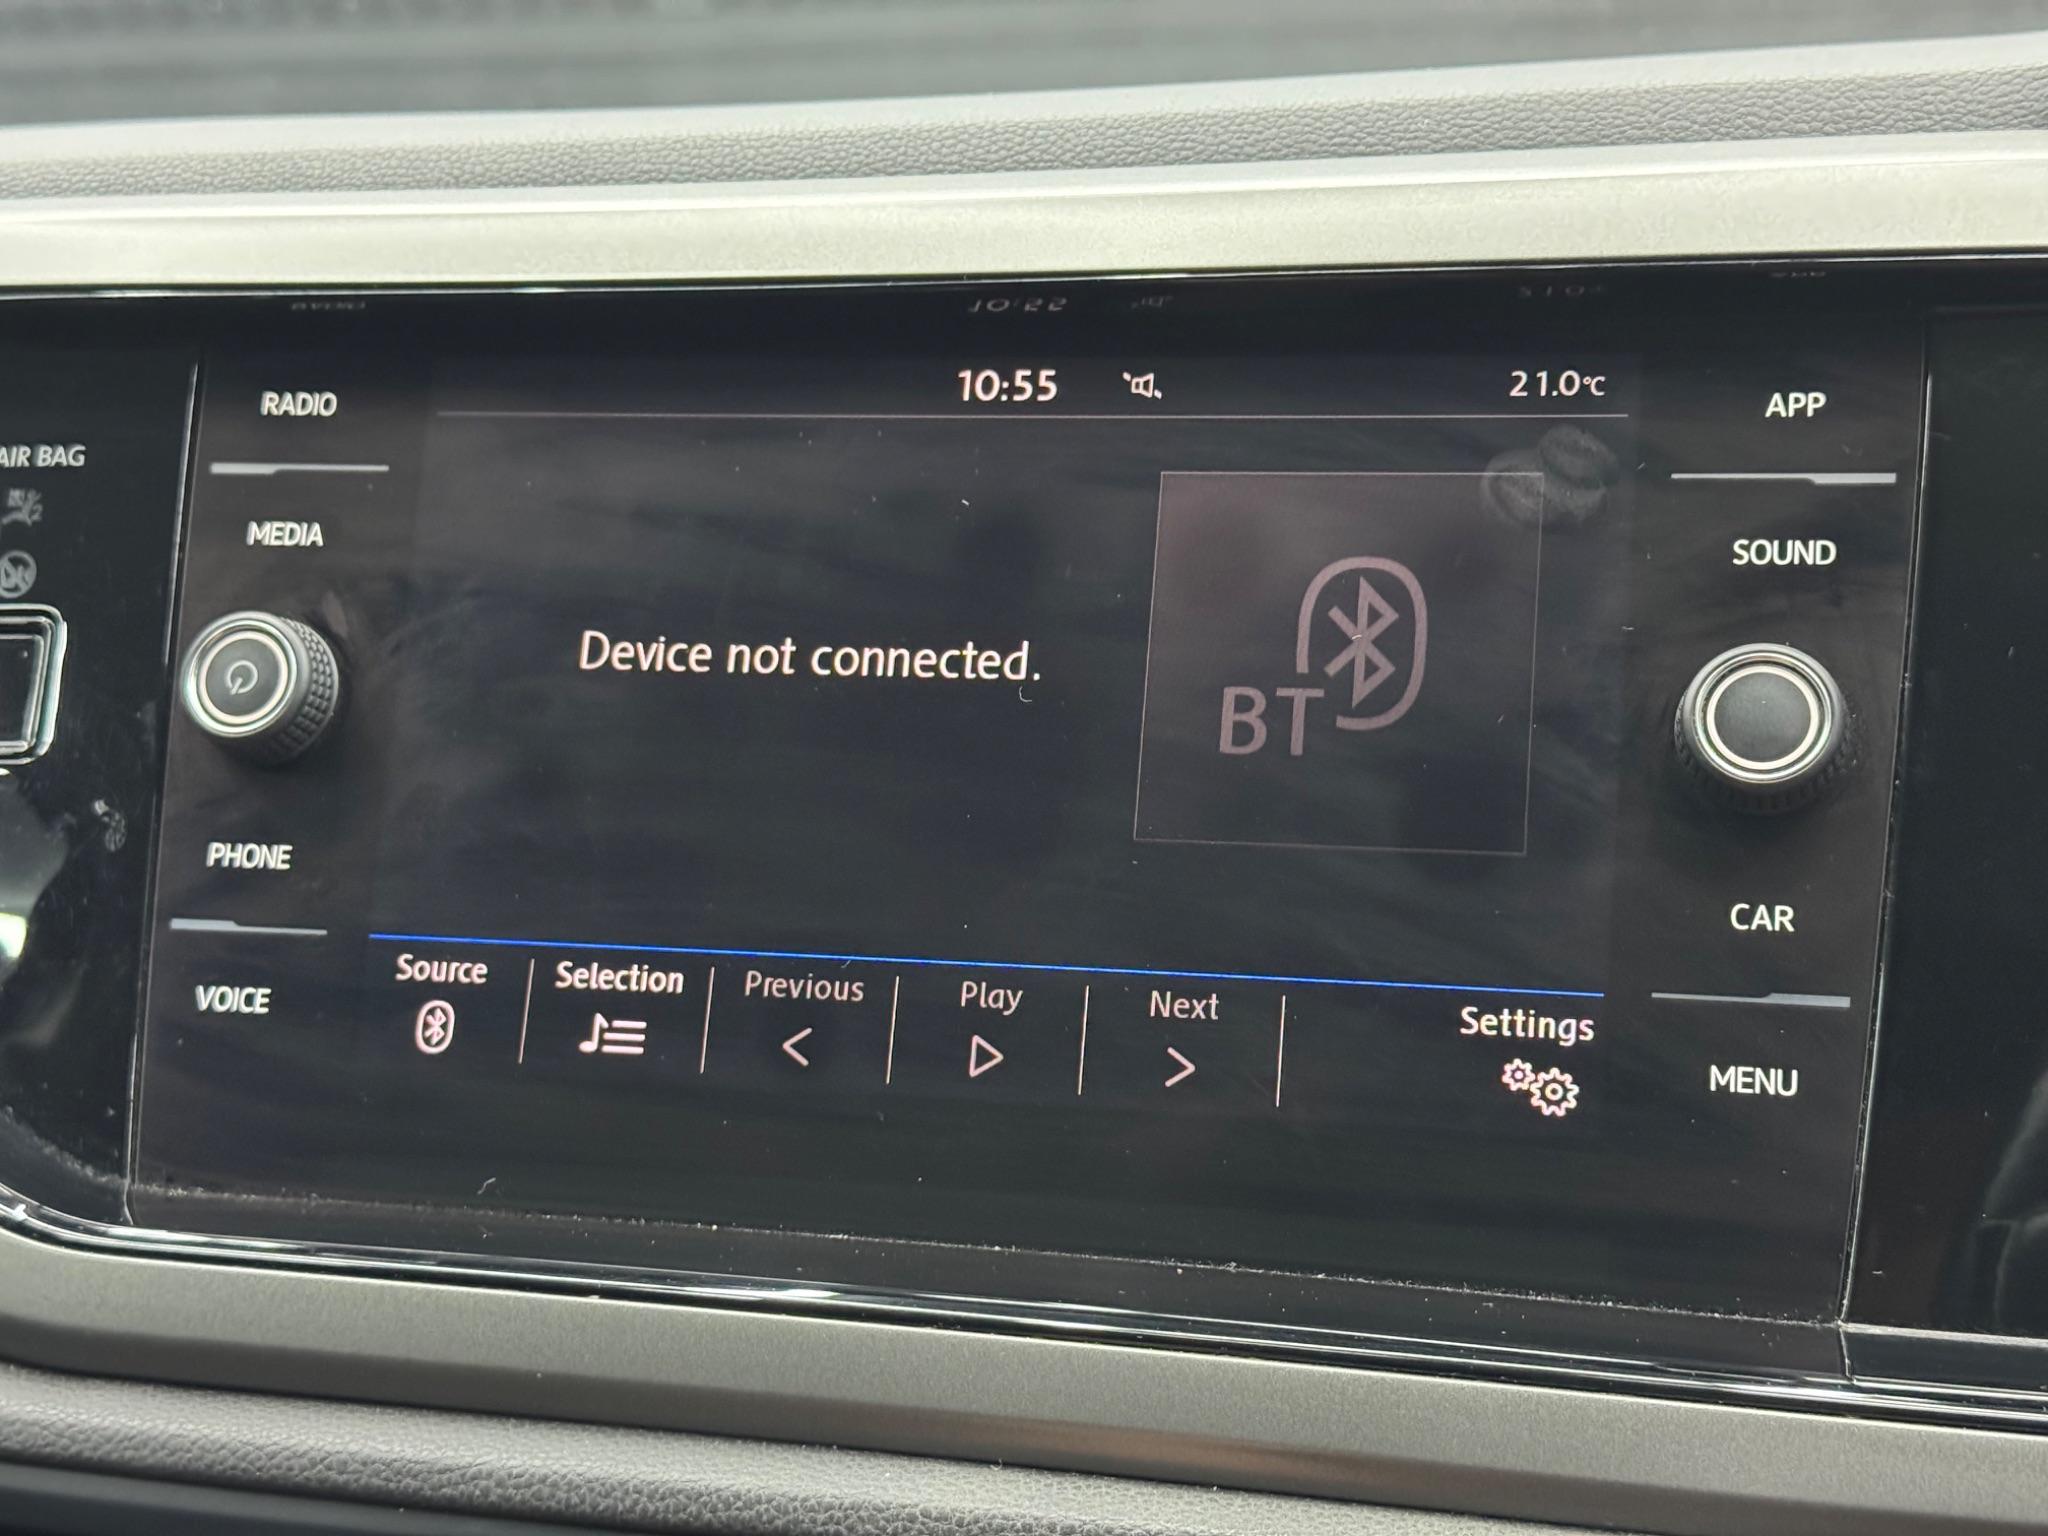 10:55
21.0°C
RADIO
APP
AIR BAG
MEDIA
SOUND
Device not connected.
BT
PHONE
CAR
VOICE
Source
Selection
Previous
Play
Next
Settings
MENU